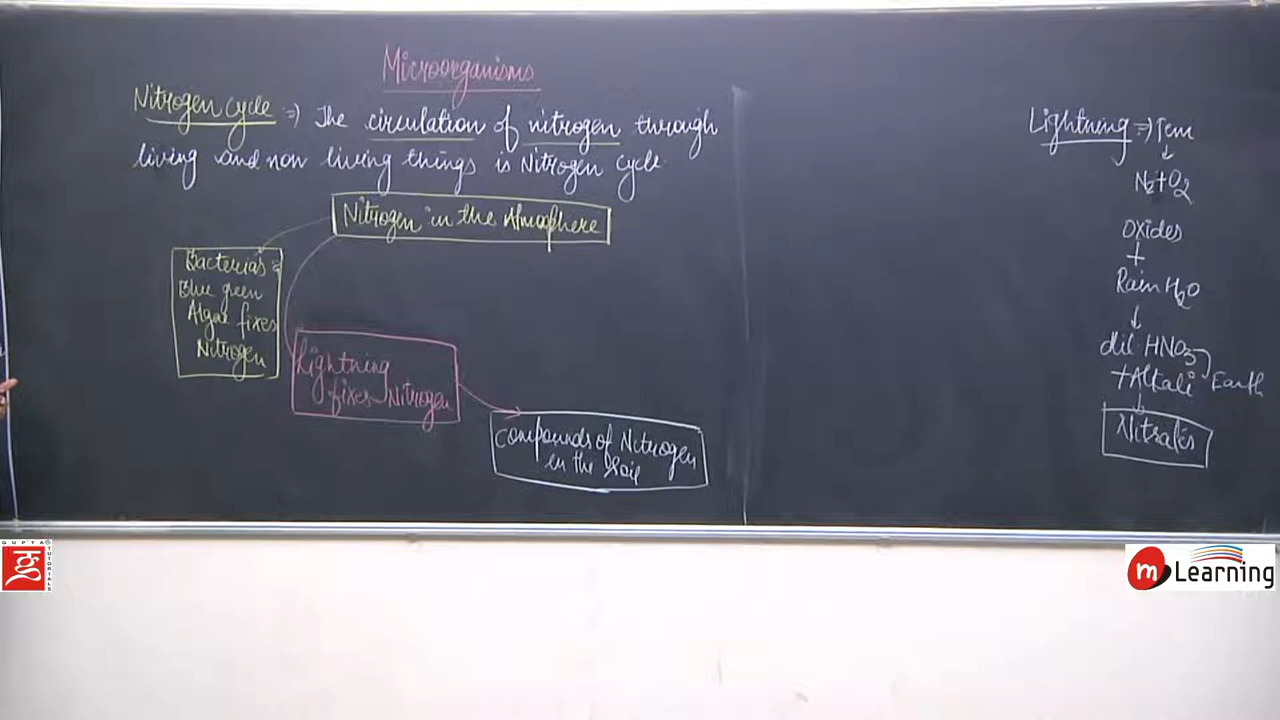 Microorganisms
Nitrogen cycle => The circulation of nitrogen through
living and non living things is Nitrogen cycle.
Nitrogen in the Atmosphere
Bacterias
Blue green
Algae fixes
Nitrogen
Lightning
fixes Nitrogen
Compounds of Nitrogen
in the Soil
Lightning => Tem
↓
N2+O2
Oxides
+
Rain H2O
↓
dil HNO3
+Alkali Earth
↓
Nitrates
GUPTA
TUTORIALS
m Learning